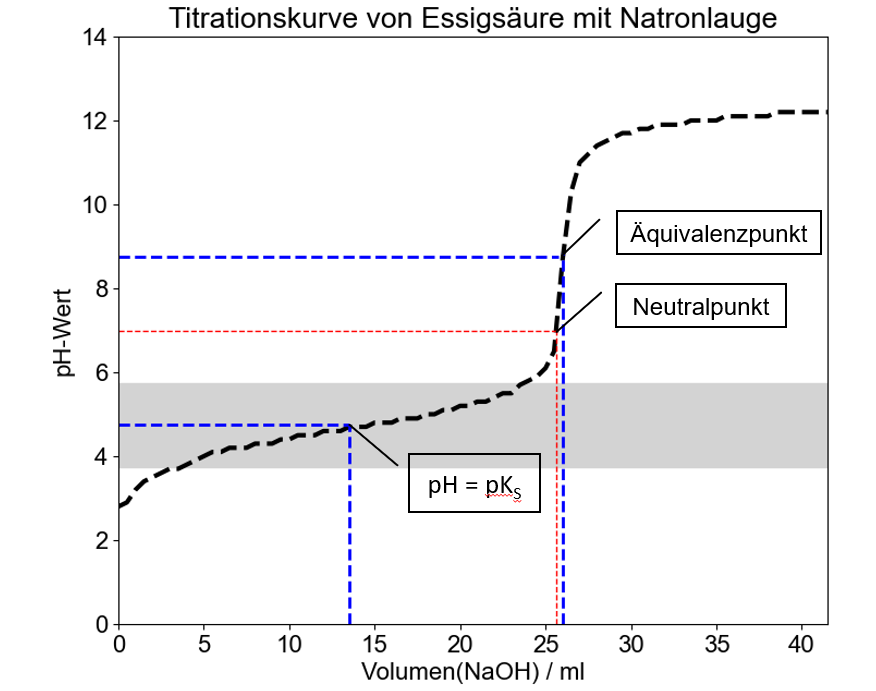 Titrationskurve von Essigsäure mit Natronlauge
14
12
10
8
6
4
2
0
pH-Wert
Äquivalenzpunkt
Neutralpunkt
pH = pKS
0 5 10 15 20 25 30 35 40
Volumen(NaOH) / ml